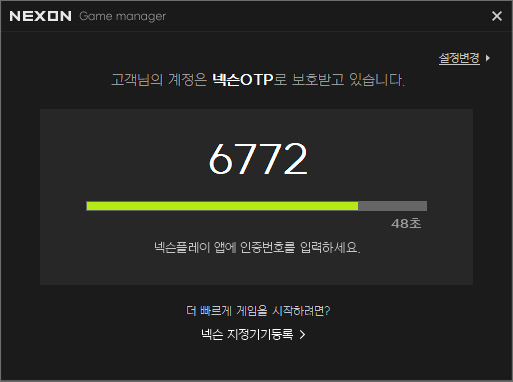 NEXON Game manager
설정변경
고객님의 계정은 넥슨OTP로 보호받고 있습니다.
6772
48초
넥슨플레이 앱에 인증번호를 입력하세요.
더 빠르게 게임을 시작하려면?
넥슨 지정기기등록 >